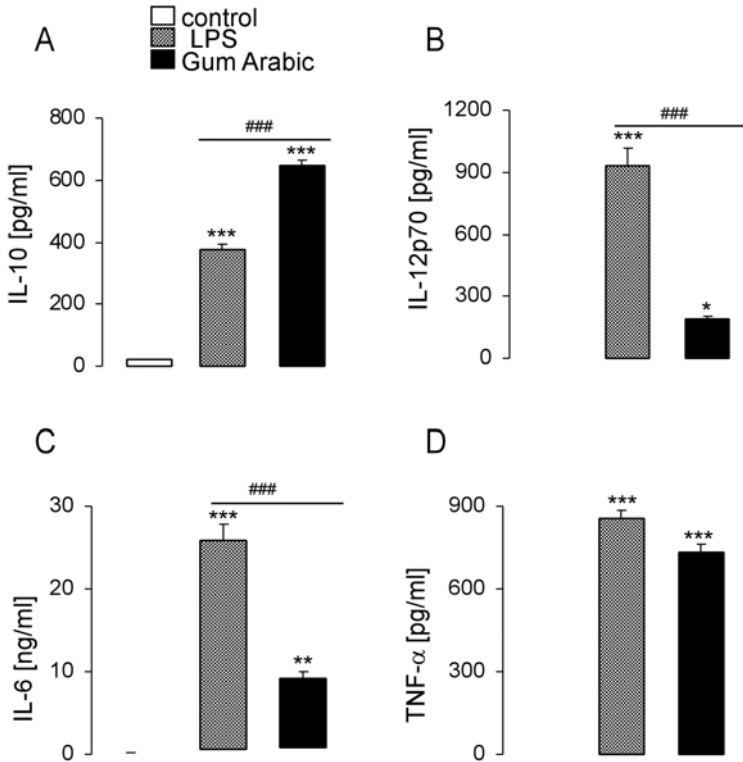 control
LPS
Gum Arabic
A
IL-10 [pg/ml]
800
600
400
200
0
###
***
***
B
IL-12p70 [pg/ml]
1200
900
600
300
0
###
***
*
C
IL-6 [ng/ml]
30
20
10
0
###
***
**
D
TNF-α [pg/ml]
900
600
300
0
***
***